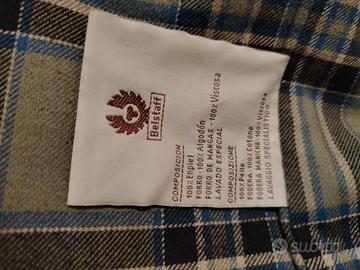 Belstaff
COMPOSICION
100% Enpiel
FORRO·100% Algodón
FORRO DE MANGAS·100% Viscosa
LAVADO ESPECIAL
COMPOSIZIONE
100% Pelle
FODERA·100% Cotone
FODERA MANICHE·100% Viscosa
LAVAGGIO SPECIALISTICO
subito